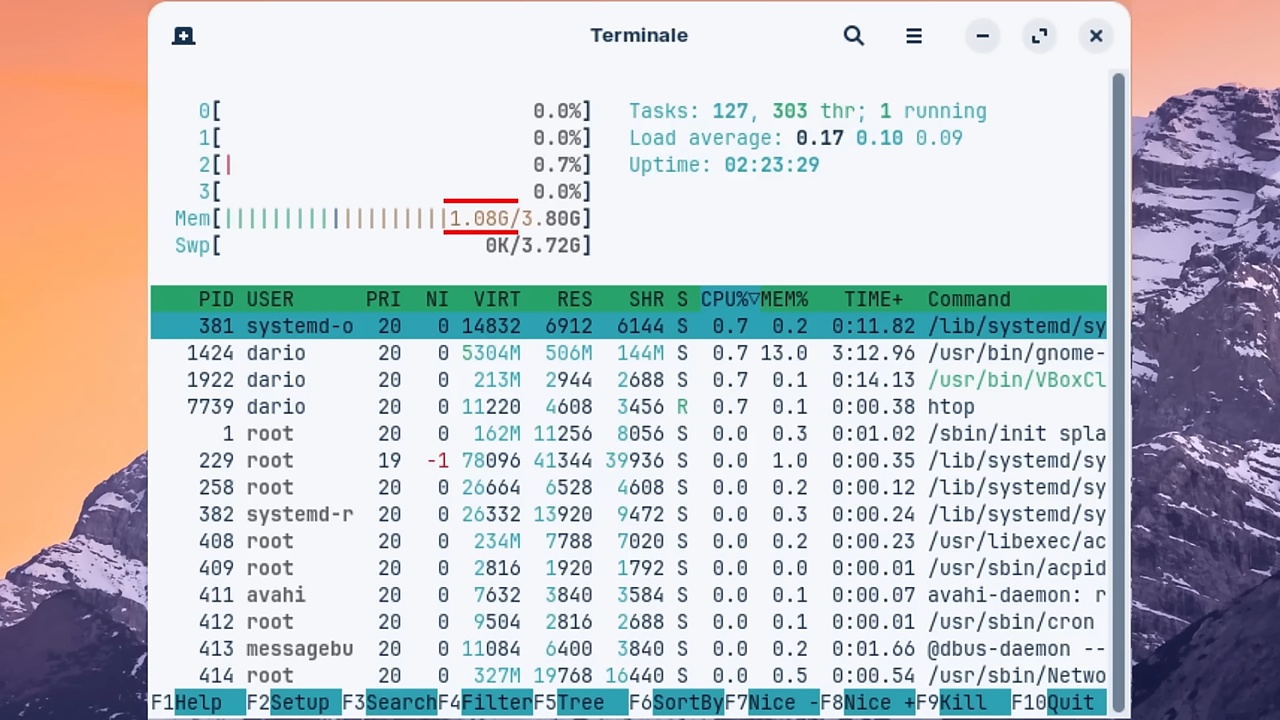 Terminale
0[ 0.0%] Tasks: 127, 303 thr; 1 running
1[ 0.0%] Load average: 0.17 0.10 0.09
2[| 0.7%] Uptime: 02:23:29
3[ 0.0%]
Mem[|||||||||||||||||||1.08G/3.80G]
Swp[ 0K/3.72G]
PID USER PRI NI VIRT RES SHR S CPU%▽MEM% TIME+ Command
381 systemd-o 20 0 14832 6912 6144 S 0.7 0.2 0:11.82 /lib/systemd/sy
1424 dario 20 0 5304M 506M 144M S 0.7 13.0 3:12.96 /usr/bin/gnome-
1922 dario 20 0 213M 2944 2688 S 0.7 0.1 0:14.13 /usr/bin/VBoxCl
7739 dario 20 0 11220 4608 3456 R 0.7 0.1 0:00.38 htop
1 root 20 0 162M 11256 8056 S 0.0 0.3 0:01.02 /sbin/init spla
229 root 19 -1 78096 41344 39936 S 0.0 1.0 0:00.35 /lib/systemd/sy
258 root 20 0 26664 6528 4608 S 0.0 0.2 0:00.12 /lib/systemd/sy
382 systemd-r 20 0 26332 13920 9472 S 0.0 0.3 0:00.24 /lib/systemd/sy
408 root 20 0 234M 7788 7020 S 0.0 0.2 0:00.23 /usr/libexec/ac
409 root 20 0 2816 1920 1792 S 0.0 0.0 0:00.01 /usr/sbin/acpid
411 avahi 20 0 7632 3840 3584 S 0.0 0.1 0:00.07 avahi-daemon: r
412 root 20 0 9504 2816 2688 S 0.0 0.1 0:00.01 /usr/sbin/cron
413 messagebu 20 0 11084 6400 3840 S 0.0 0.2 0:01.66 @dbus-daemon --
414 root 20 0 327M 19768 16440 S 0.0 0.5 0:00.54 /usr/sbin/Netwo
F1Help F2Setup F3SearchF4FilterF5Tree F6SortByF7Nice -F8Nice +F9Kill F10Quit